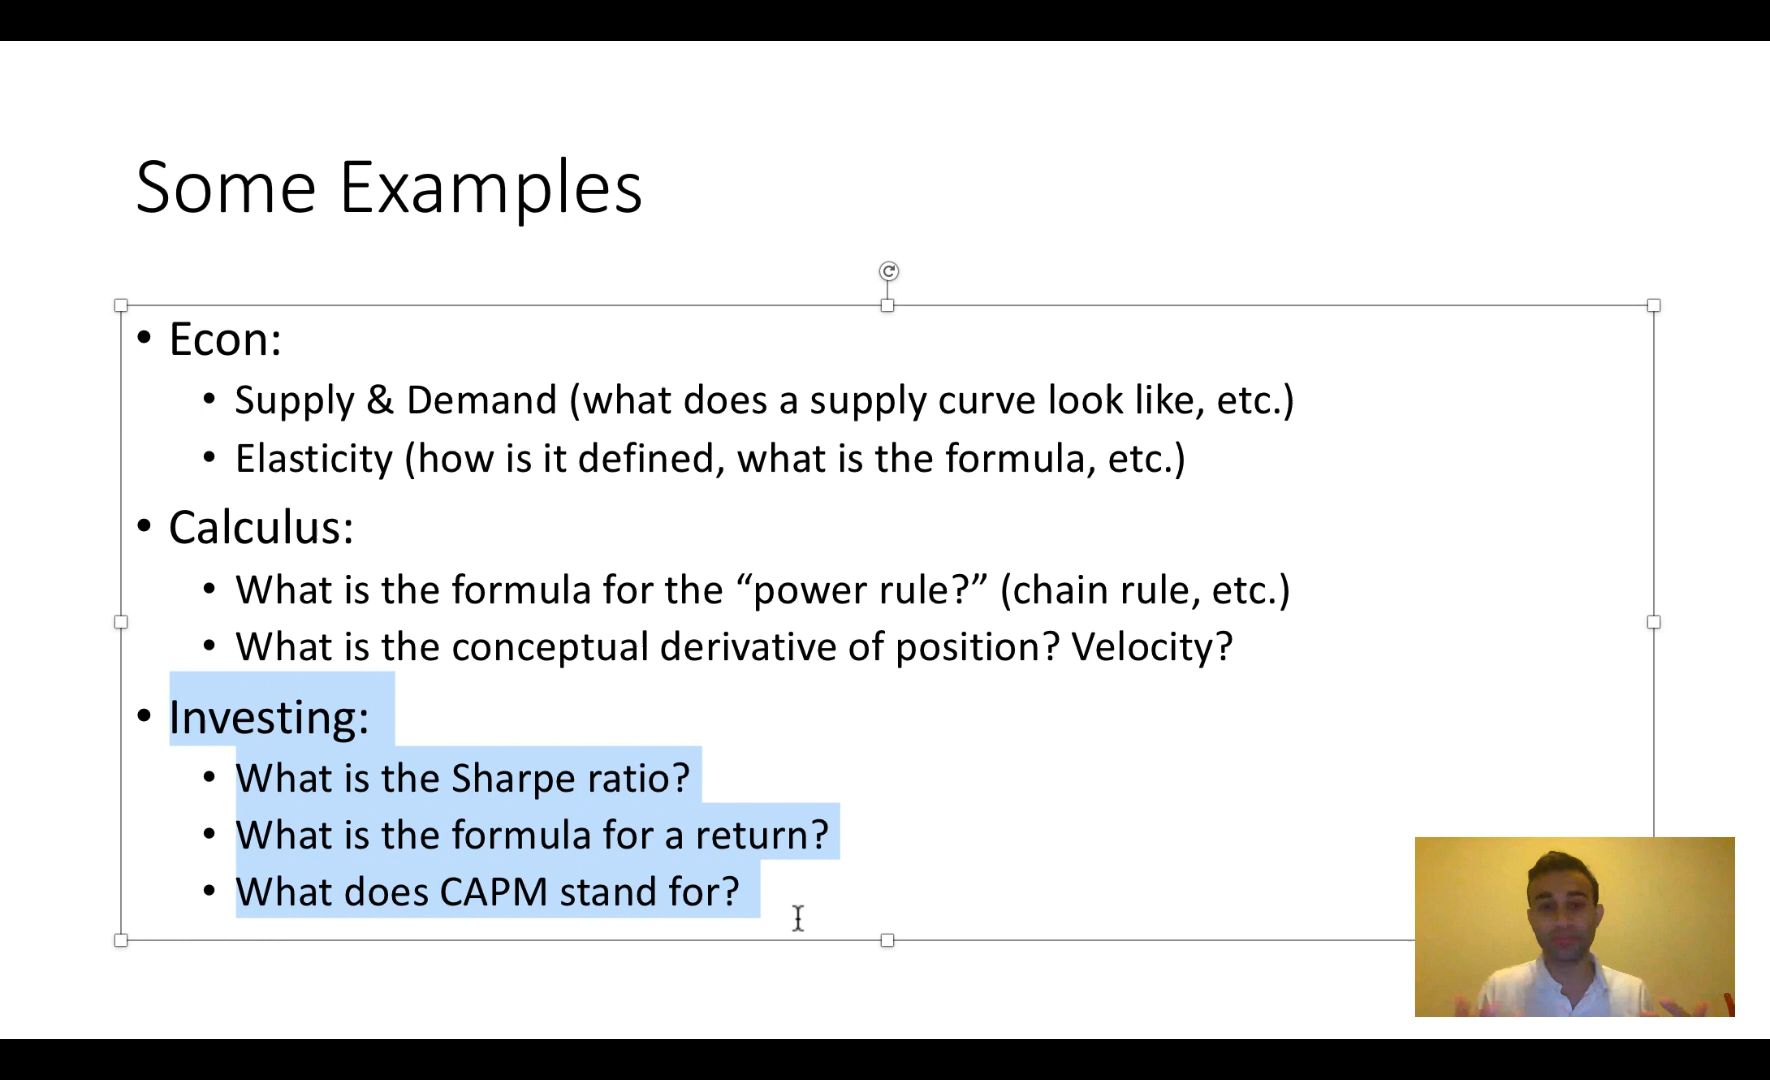 Some Examples
• Econ:
• Supply & Demand (what does a supply curve look like, etc.)
• Elasticity (how is it defined, what is the formula, etc.)
• Calculus:
• What is the formula for the “power rule?” (chain rule, etc.)
• What is the conceptual derivative of position? Velocity?
• Investing:
• What is the Sharpe ratio?
• What is the formula for a return?
• What does CAPM stand for?